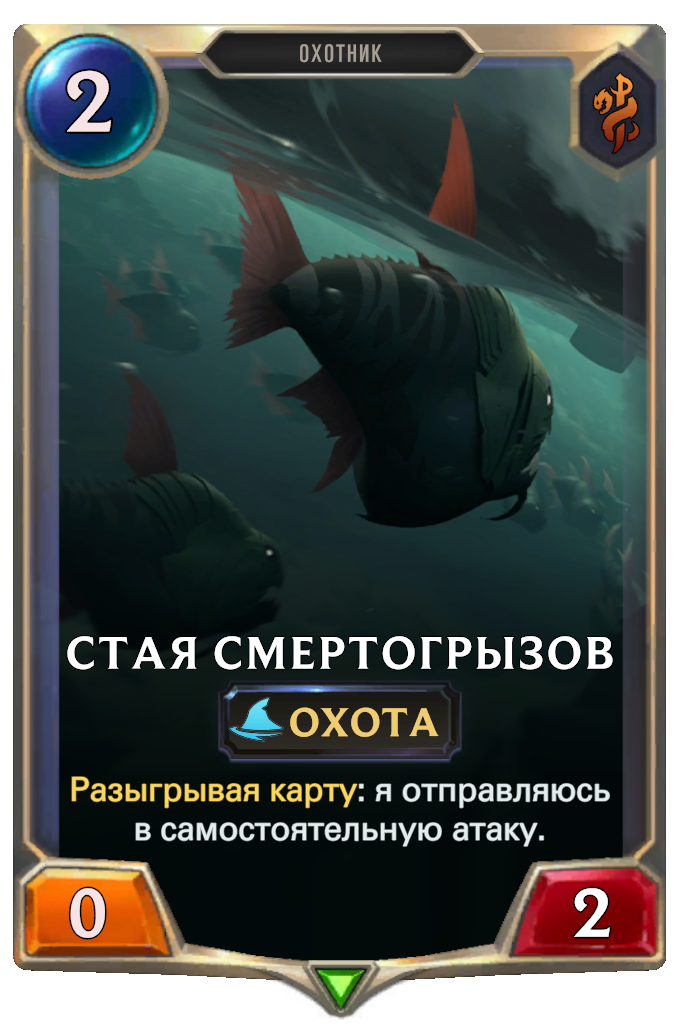 ОХОТНИК
2
СТАЯ СМЕРТОГРЫЗОВ
ОХОТА
Разыгрывая карту: я отправляюсь
в самостоятельную атаку.
0
2